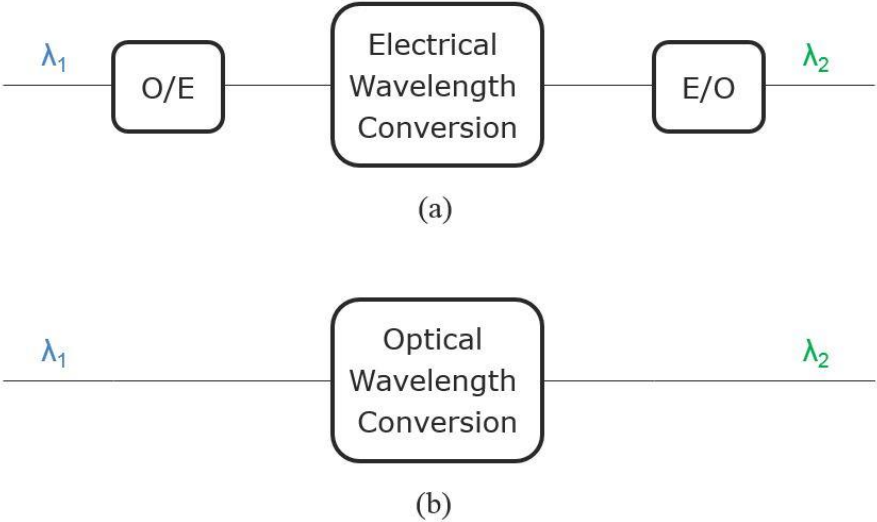 λ₁ O/E Electrical λ₂
Wavelength E/O
Conversion
(a)
λ₁ Optical λ₂
Wavelength
Conversion
(b)